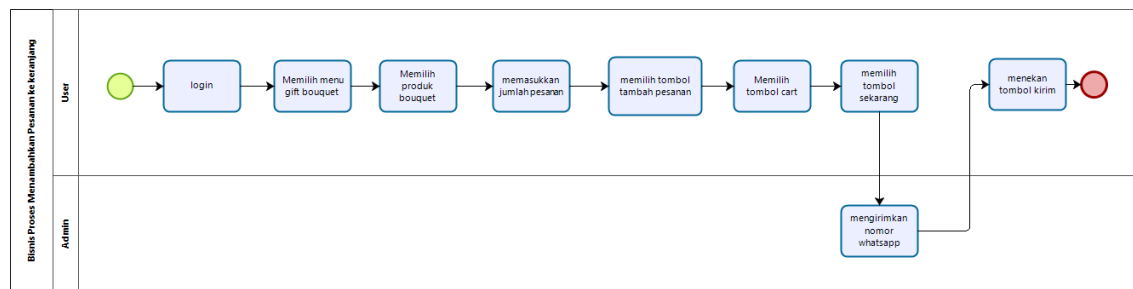 Bisnis Proses Menambahkan Pesan ke keranjang
User
login
Memilih menu
gift bouquet
Memilih
produk
bouquet
memasukkan
jumlah pesanan
memilih tombol
tambah pesanan
Memilih
tombol cart
memilih
tombol
sekarang
menekan
tombol kirim
Admin
mengirimkan
nomor
whatsapp